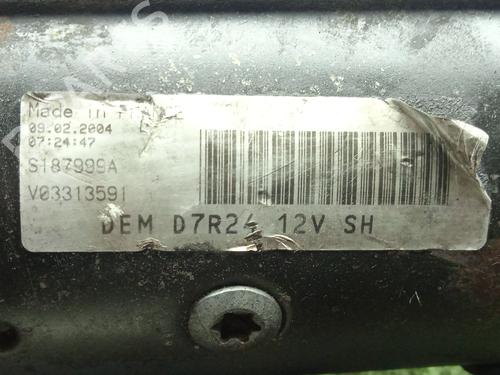 Made in
09.02.2004
07:24:47
S187999A
V03313591
DEM D7R24 12V SH